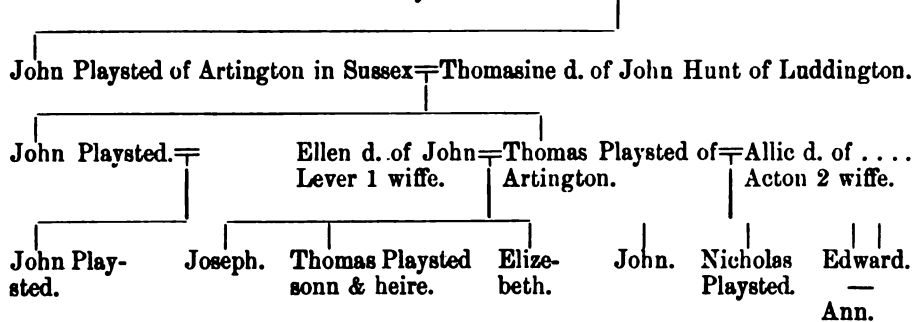 John Playsted of Artington in Sussex=Thomasine d. of John Hunt of Luddington.
John Playsted.= Ellen d. of John=Thomas Playsted of=Allic d. of . . . .
Lever 1 wiffe. Artington. Acton 2 wiffe.
John Play- Joseph. Thomas Playsted Elize- John. Nicholas Edward.
sted. sonn & heire. beth. Playsted. —
Ann.